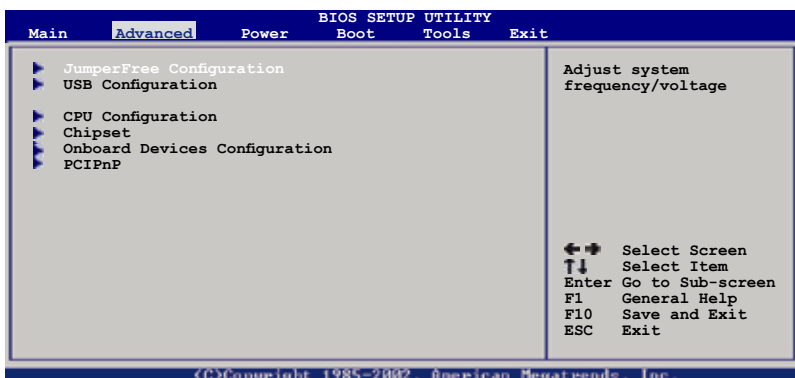 BIOS SETUP UTILITY
Main Advanced Power Boot Tools Exit
JumperFree Configuration
USB Configuration
CPU Configuration
Chipset
Onboard Devices Configuration
PCIPnP
Adjust system
frequency/voltage
Select Screen
Select Item
Enter Go to Sub-screen
F1 General Help
F10 Save and Exit
ESC Exit
(C)Copyright 1985-2002, American Megatrends, Inc.